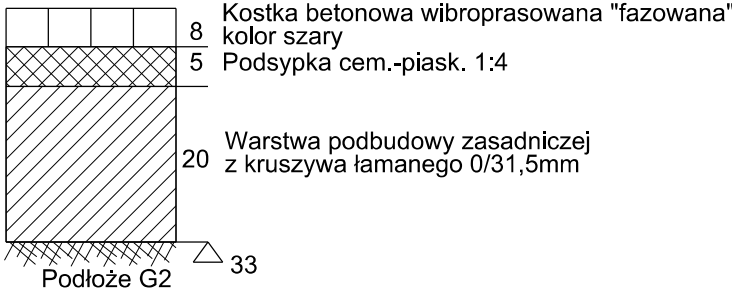 8 Kostka betonowa wibroprasowana "fazowana"
kolor szary
5 Podsypka cem.-piask. 1:4
20 Warstwa podbudowy zasadniczej
z kruszywa łamanego 0/31,5mm
33
Podłoże G2